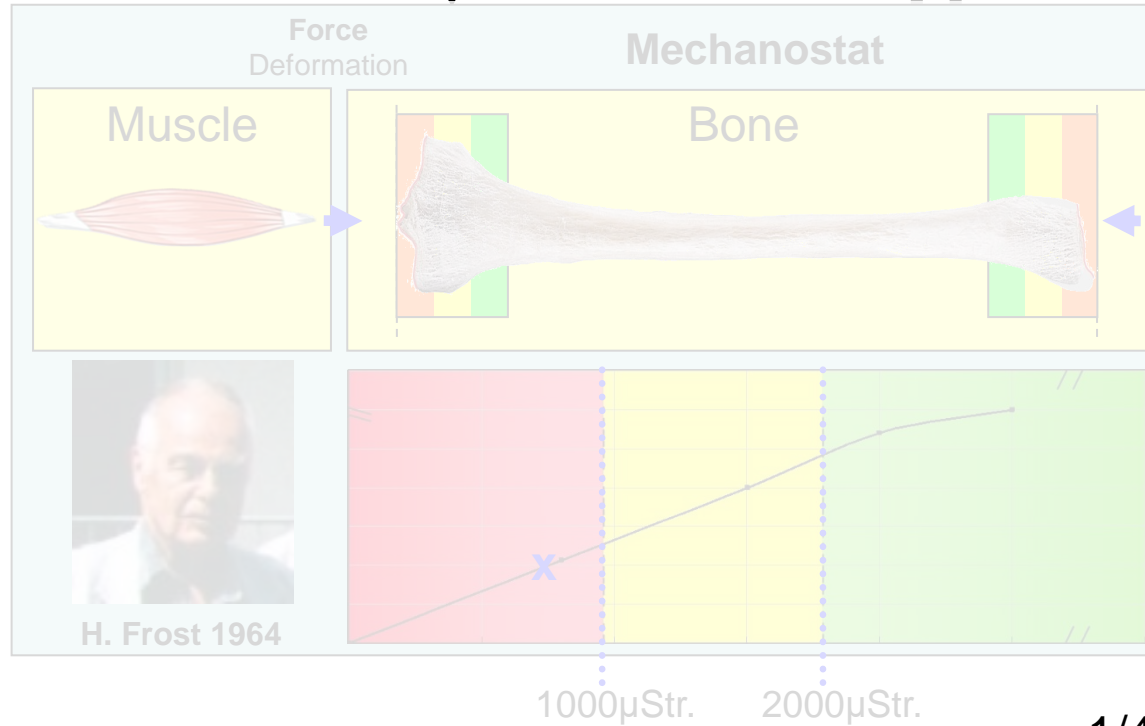 Force
Deformation
Mechanostat
Muscle
Bone
x
H. Frost 1964
1000µStr.
2000µStr.